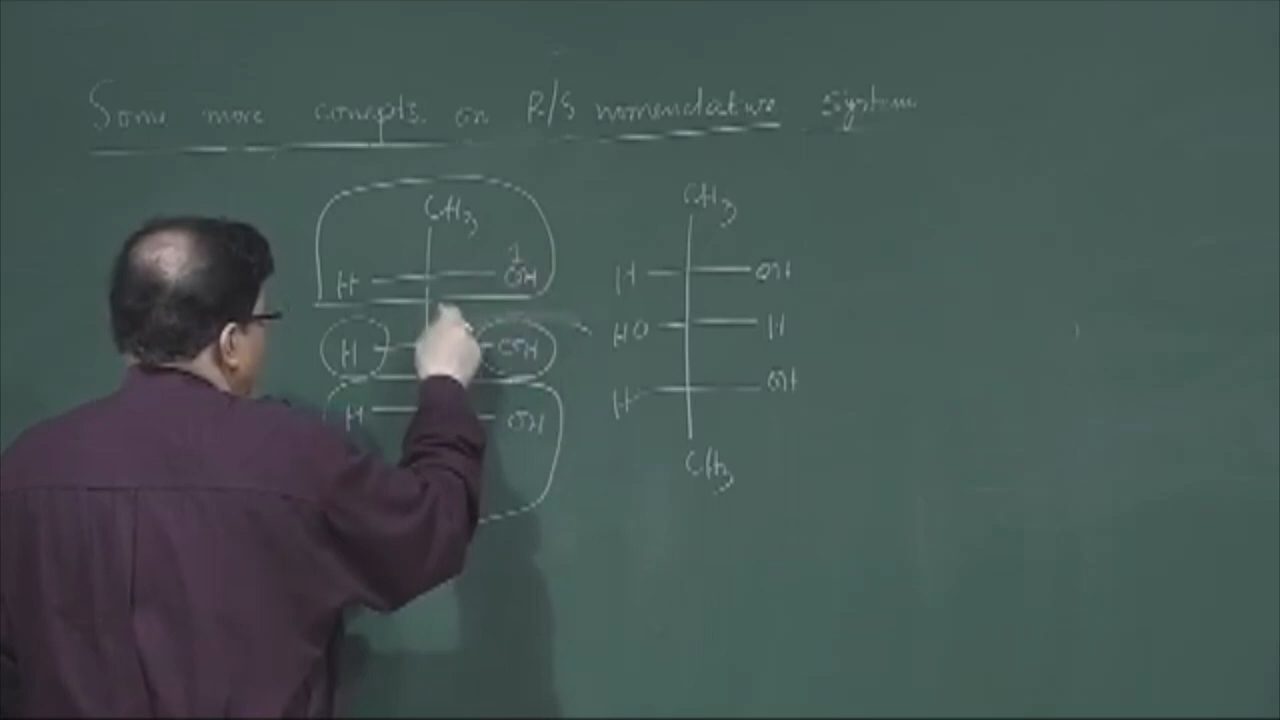 Some more concepts on R/S nomenclature system
CH3 CH3
1
H OH H OH
H OH HO H
H OH H OH
CH3